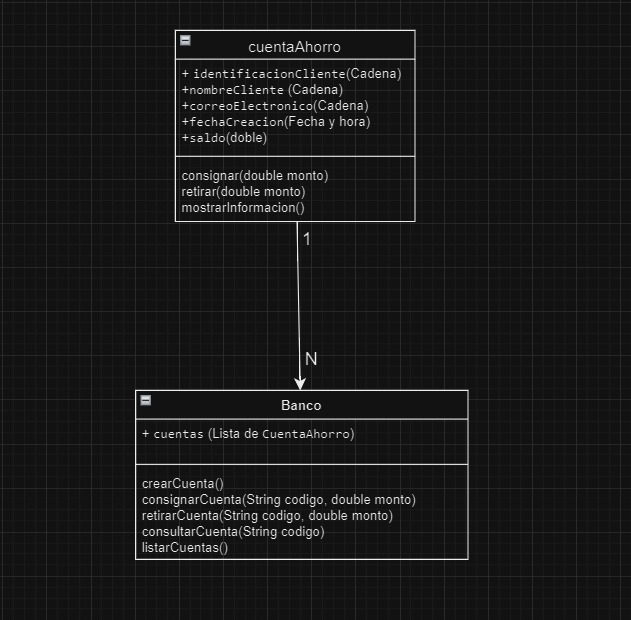 cuentaAhorro
+ identificacionCliente(Cadena)
+nombreCliente (Cadena)
+correoElectronico(Cadena)
+fechaCreacion(Fecha y hora)
+saldo(doble)
consignar(double monto)
retirar(double monto)
mostrarInformacion()
1
N
Banco
+ cuentas (Lista de CuentaAhorro)
crearCuenta()
consignarCuenta(String codigo, double monto)
retirarCuenta(String codigo, double monto)
consultarCuenta(String codigo)
listarCuentas()